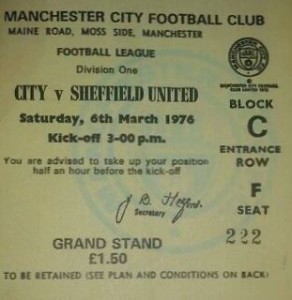 MANCHESTER CITY FOOTBALL CLUB
MAINE ROAD, MOSS SIDE, MANCHESTER
FOOTBALL LEAGUE
Division One
CITY v SHEFFIELD UNITED
Saturday, 6th March 1976
Kick-off 3-00 p.m.
You are advised to take up your position
half an hour before the kick-off
Secretary
GRAND STAND
£1.50
TO BE RETAINED (SEE PLAN AND CONDITIONS ON BACK)
BLOCK
C
ENTRANCE
ROW
F
SEAT
222